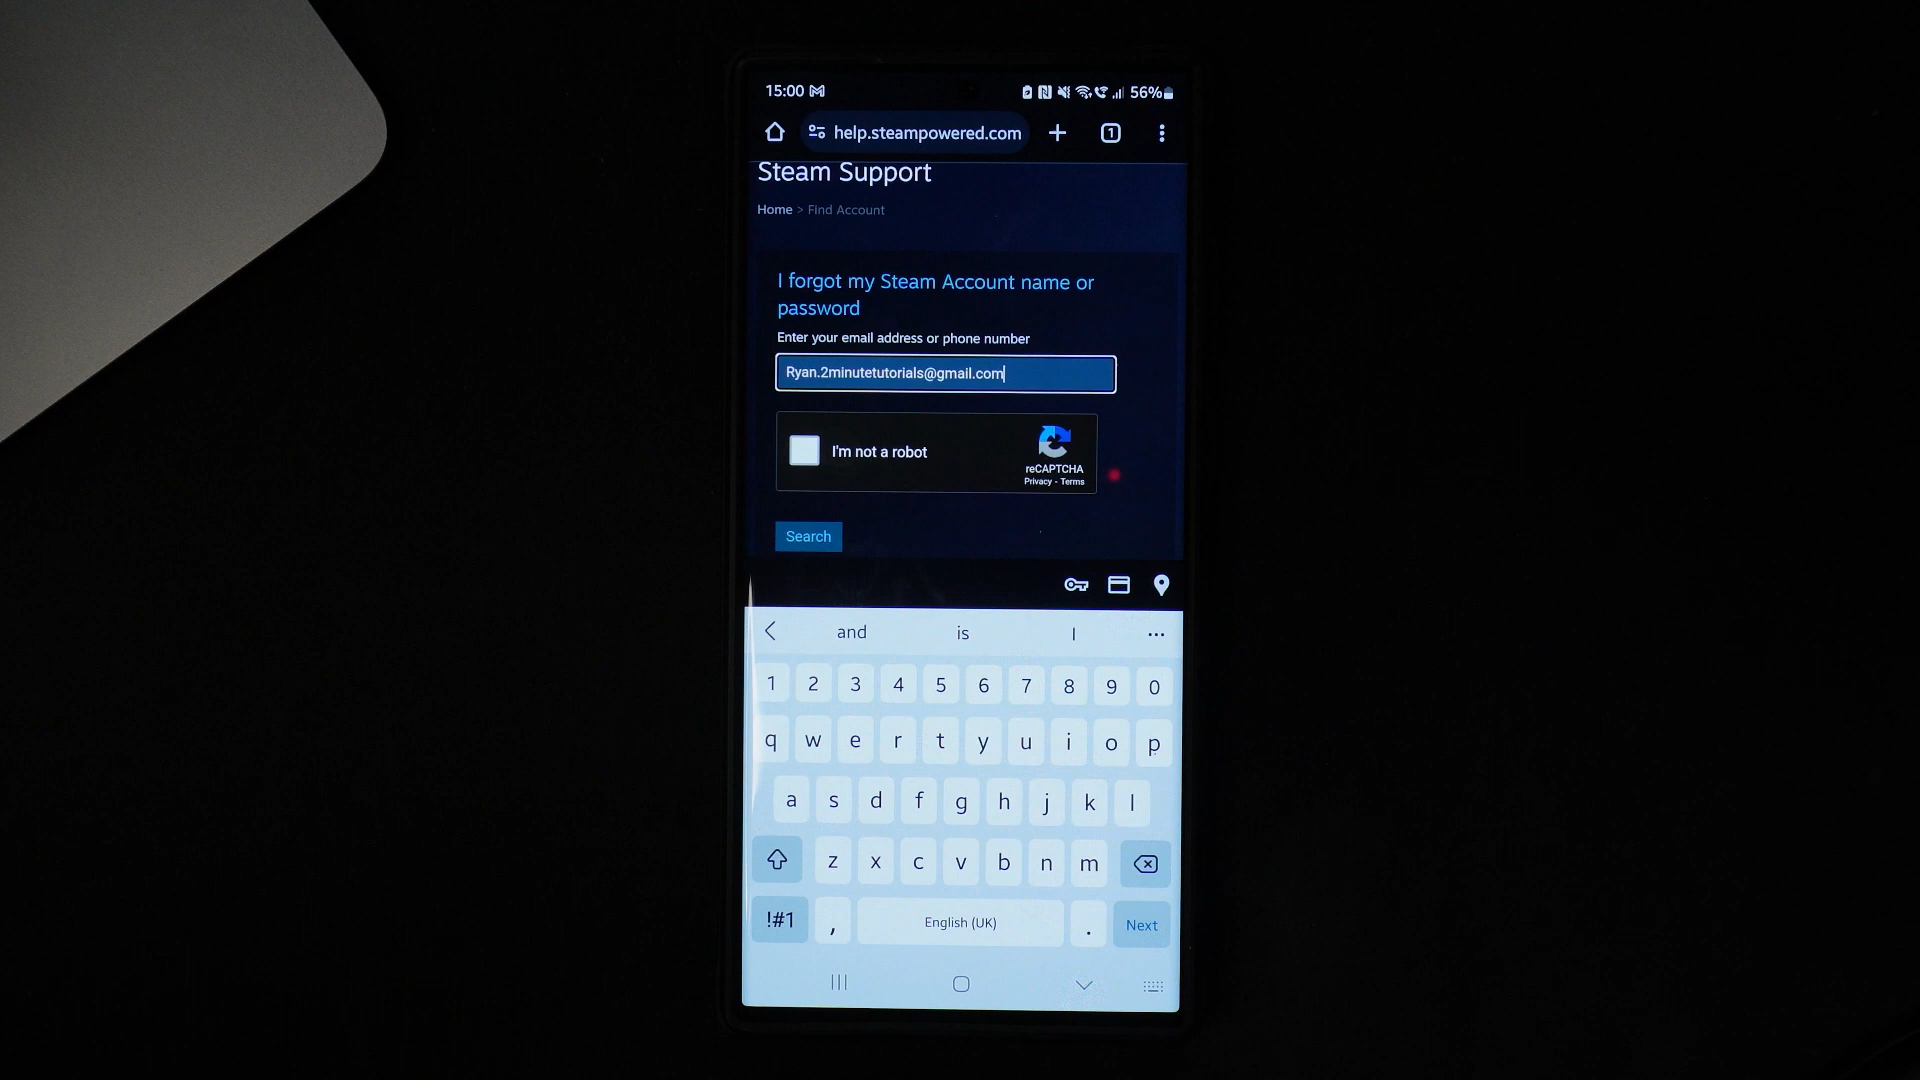 15:00
56%
help.steampowered.com
1
Steam Support
Home > Find Account
I forgot my Steam Account name or
password
Enter your email address or phone number
Ryan.2minutetutorials@gmail.com
I'm not a robot
reCAPTCHA
Privacy - Terms
Search
and is I ...
1 2 3 4 5 6 7 8 9 0
q w e r t y u i o p
a s d f g h j k l
z x c v b n m
!#1 , English (UK) . Next